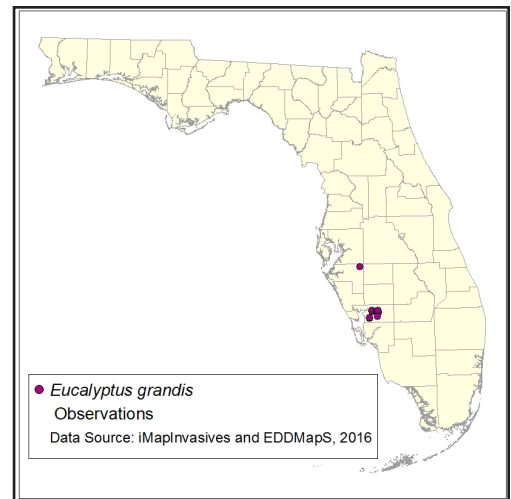 Eucalyptus grandis
Observations
Data Source: iMapInvasives and EDDMapS, 2016